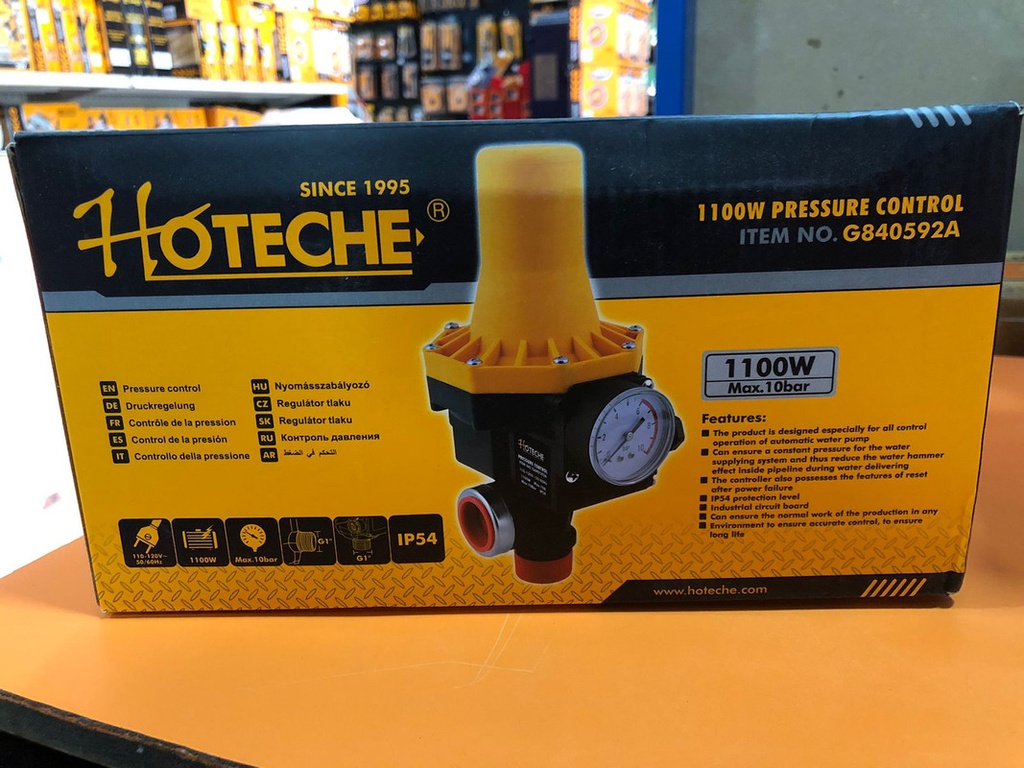 SINCE 1995
HOTECHE®
1100W PRESSURE CONTROL
ITEM NO. G840592A
EN Pressure control
DE Druckregelung
FR Contrôle de la pression
ES Control de la presión
IT Controllo della pressione
HU Nyomásszabályozó
CZ Regulátor tlaku
SK Regulátor tlaku
RU Контроль давления
AR التحكم في الضغط
HOTECHE
PRESSURE CONTROL
1100W
Max.10bar
Features:
The product is designed especially for all control
operation of automatic water pump
Can ensure a constant pressure for the water
supplying system and thus reduce the water hammer
effect inside pipeline during water delivering
The controller also possesses the features of reset
after power failure
IP54 protection level
Industrial circuit board
Can ensure the normal work of the production in any
Environment to ensure accurate control, to ensure
long life
110-120V~
50/60Hz
1100W
Max.10bar
G1"
G1"
IP54
www.hoteche.com